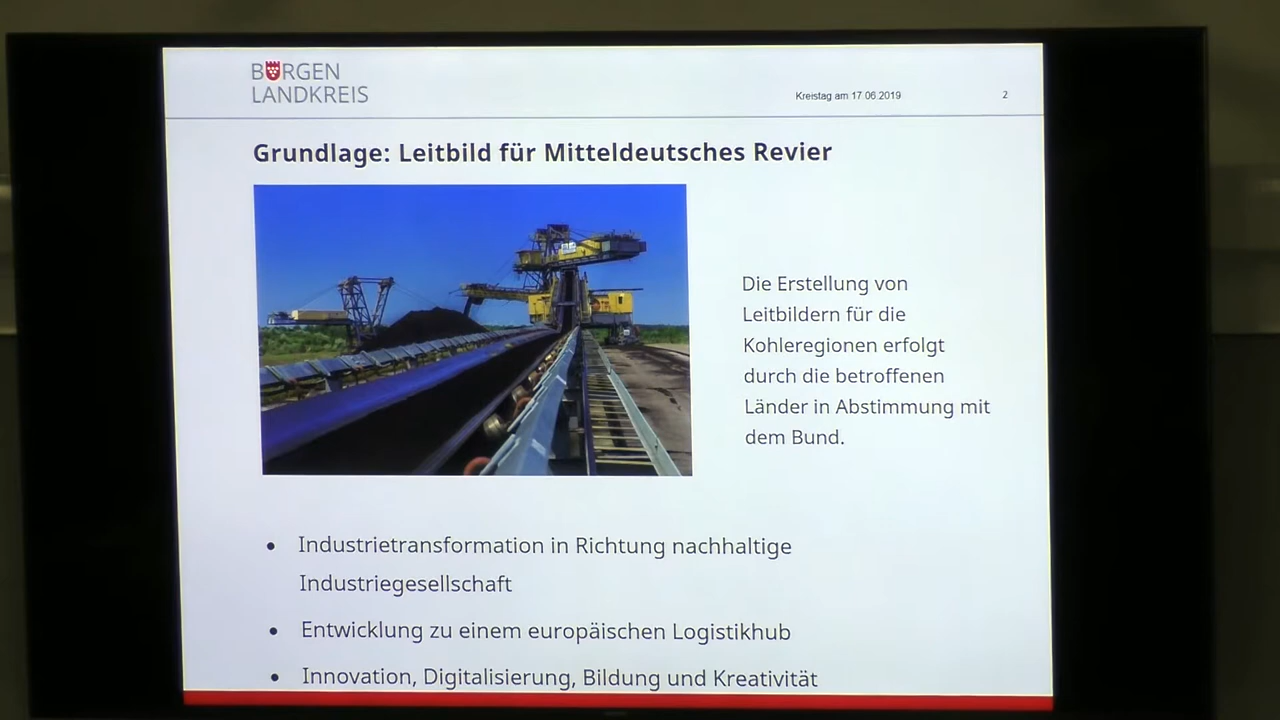 BURGEN
LANDKREIS
Kreistag am 17.06.2019
2
Grundlage: Leitbild für Mitteldeutsches Revier
Die Erstellung von
Leitbildern für die
Kohleregionen erfolgt
durch die betroffenen
Länder in Abstimmung mit
dem Bund.
• Industrietransformation in Richtung nachhaltige
Industriegesellschaft
• Entwicklung zu einem europäischen Logistikhub
• Innovation, Digitalisierung, Bildung und Kreativität